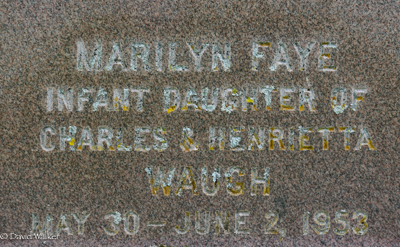 MARILYN FAYE
INFANT DAUGHTER OF
CHARLES & HENRIETTA
WAUGH
MAY 30 - JUNE 2, 1953
© David Walker